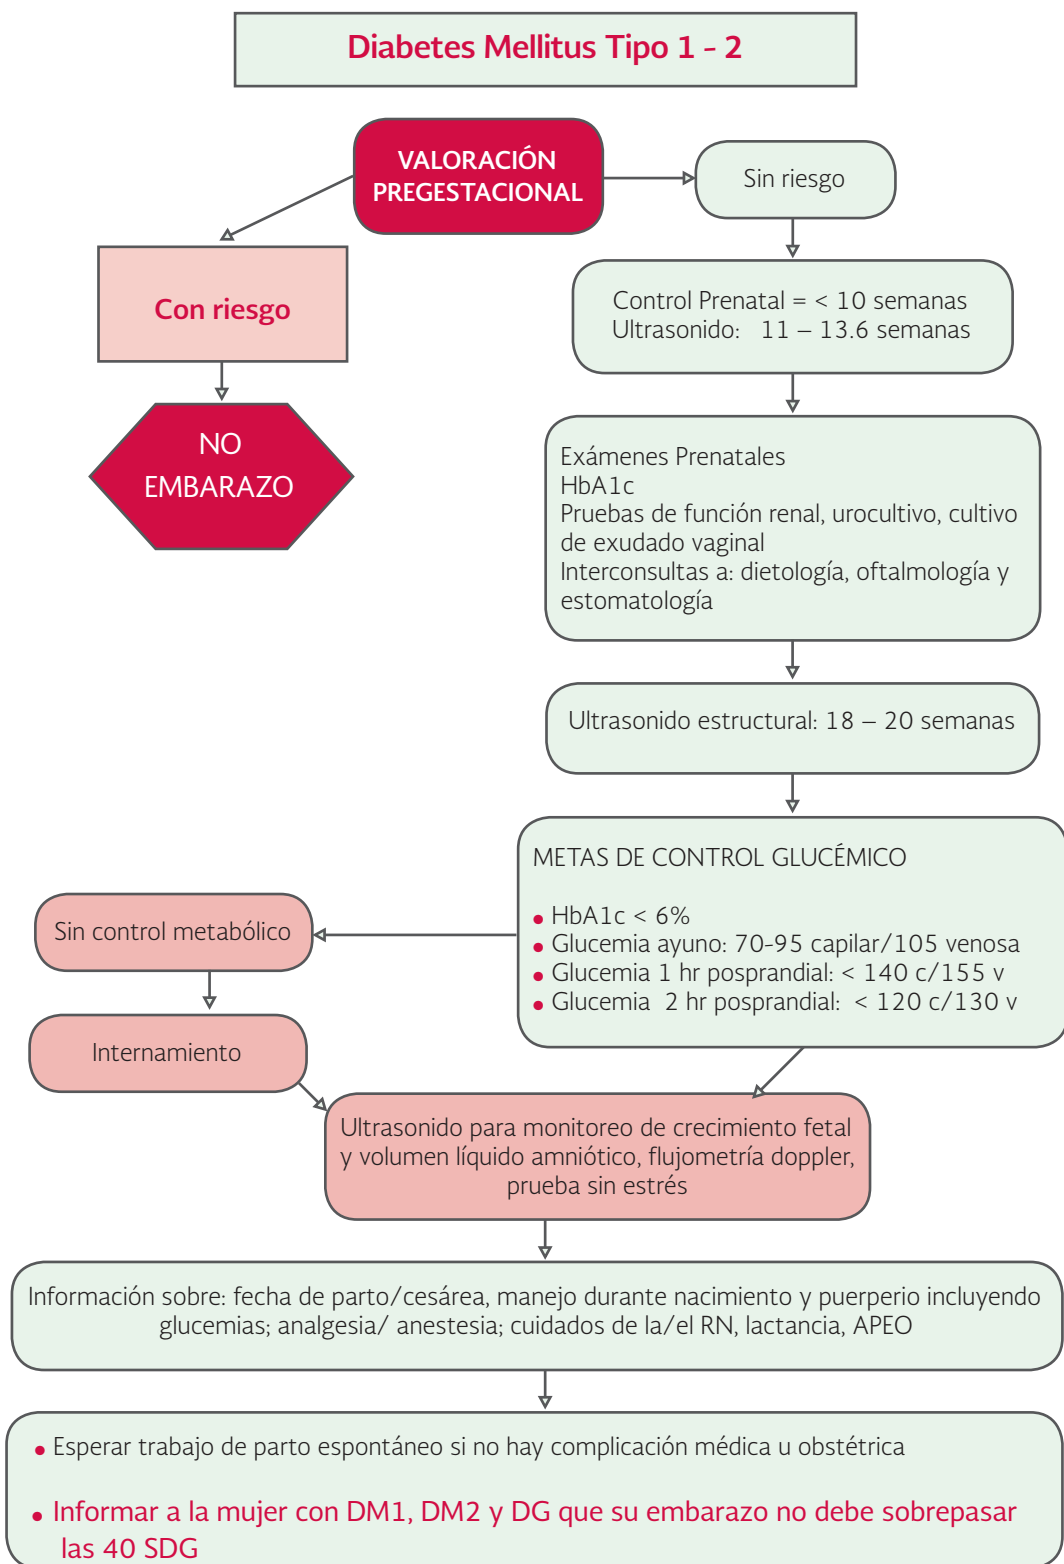 Diabetes Mellitus Tipo 1 - 2
VALORACIÓN
PREGESTACIONAL
Sin riesgo
Con riesgo
NO
EMBARAZO
Control Prenatal = < 10 semanas
Ultrasonido: 11 – 13.6 semanas
Exámenes Prenatales
HbA1c
Pruebas de función renal, urocultivo, cultivo
de exudado vaginal
Interconsultas a: dietología, oftalmología y
estomatología
Ultrasonido estructural: 18 – 20 semanas
METAS DE CONTROL GLUCÉMICO
• HbA1c < 6%
• Glucemia ayuno: 70-95 capilar/105 venosa
• Glucemia 1 hr posprandial: < 140 c/155 v
• Glucemia 2 hr posprandial: < 120 c/130 v
Sin control metabólico
Internamiento
Ultrasonido para monitoreo de crecimiento fetal
y volumen líquido amniótico, flujometría doppler,
prueba sin estrés
Información sobre: fecha de parto/cesárea, manejo durante nacimiento y puerperio incluyendo
glucemias; analgesia/ anestesia; cuidados de la/el RN, lactancia, APEO
• Esperar trabajo de parto espontáneo si no hay complicación médica u obstétrica
• Informar a la mujer con DM1, DM2 y DG que su embarazo no debe sobrepasar
las 40 SDG